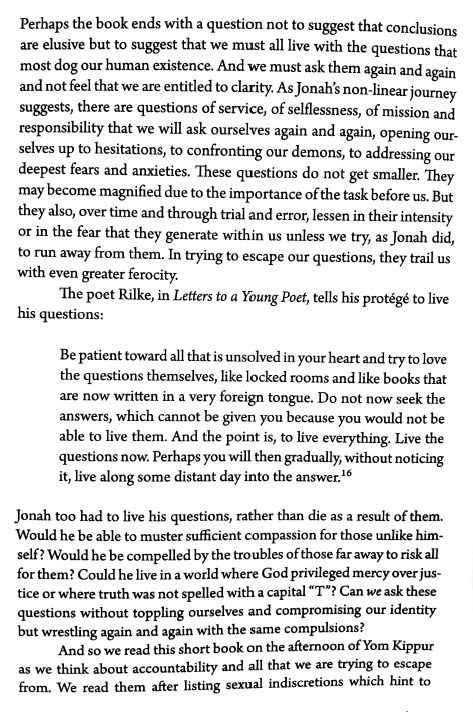 Perhaps the book ends with a question not to suggest that conclusions
are elusive but to suggest that we must all live with the questions that
most dog our human existence. And we must ask them again and again
and not feel that we are entitled to clarity. As Jonah's non-linear journey
suggests, there are questions of service, of selflessness, of mission and
responsibility that we will ask ourselves again and again, opening our-
selves up to hesitations, to confronting our demons, to addressing our
deepest fears and anxieties. These questions do not get smaller. They
may become magnified due to the importance of the task before us. But
they also, over time and through trial and error, lessen in their intensity
or in the fear that they generate within us unless we try, as Jonah did,
to run away from them. In trying to escape our questions, they trail us
with even greater ferocity.
The poet Rilke, in Letters to a Young Poet, tells his protégé to live
his questions:
Be patient toward all that is unsolved in your heart and try to love
the questions themselves, like locked rooms and like books that
are now written in a very foreign tongue. Do not now seek the
answers, which cannot be given you because you would not be
able to live them. And the point is, to live everything. Live the
questions now. Perhaps you will then gradually, without noticing
it, live along some distant day into the answer.¹⁶
Jonah too had to live his questions, rather than die as a result of them.
Would he be able to muster sufficient compassion for those unlike him-
self? Would he be compelled by the troubles of those far away to risk all
for them? Could he live in a world where God privileged mercy over jus-
tice or where truth was not spelled with a capital "T"? Can we ask these
questions without toppling ourselves and compromising our identity
but wrestling again and again with the same compulsions?
And so we read this short book on the afternoon of Yom Kippur
as we think about accountability and all that we are trying to escape
from. We read them after listing sexual indiscretions which hint to